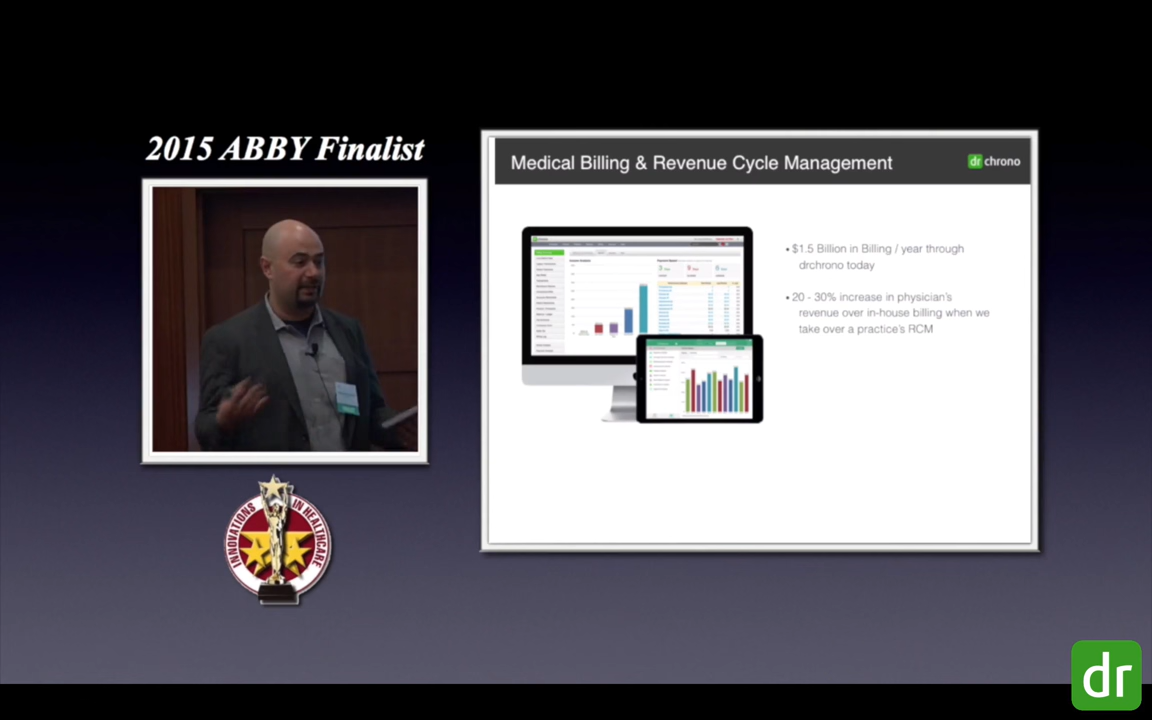 2015 ABBY Finalist
Medical Billing & Revenue Cycle Management
dr chrono
• $1.5 Billion in Billing / year through
drchrono today
• 20 - 30% increase in physician's
revenue over in-house billing when we
take over a practice's RCM
INNOVATIONS
IN HEALTHCARE
dr